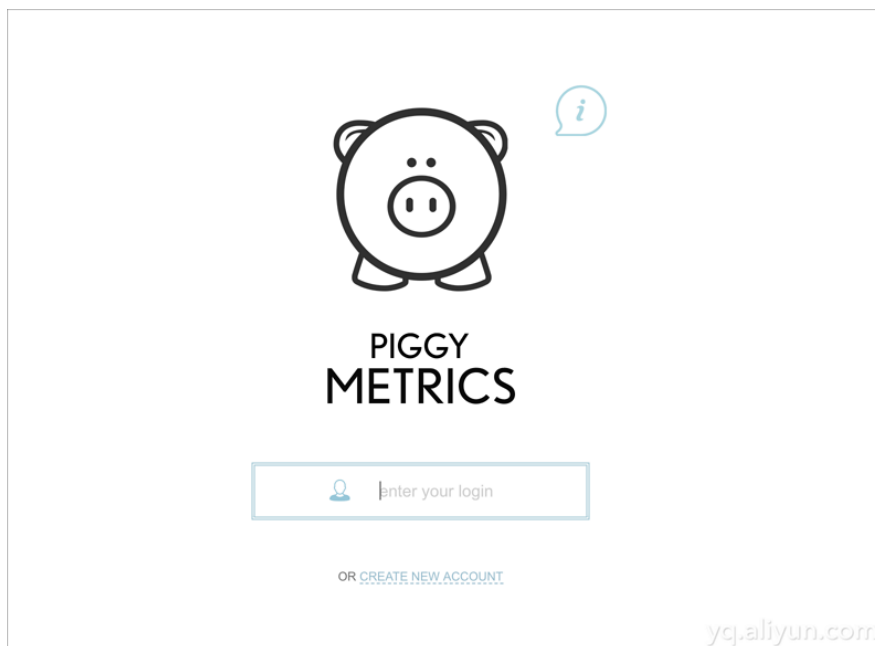 i
PIGGY
METRICS
enter your login
OR CREATE NEW ACCOUNT
yq.aliyun.com